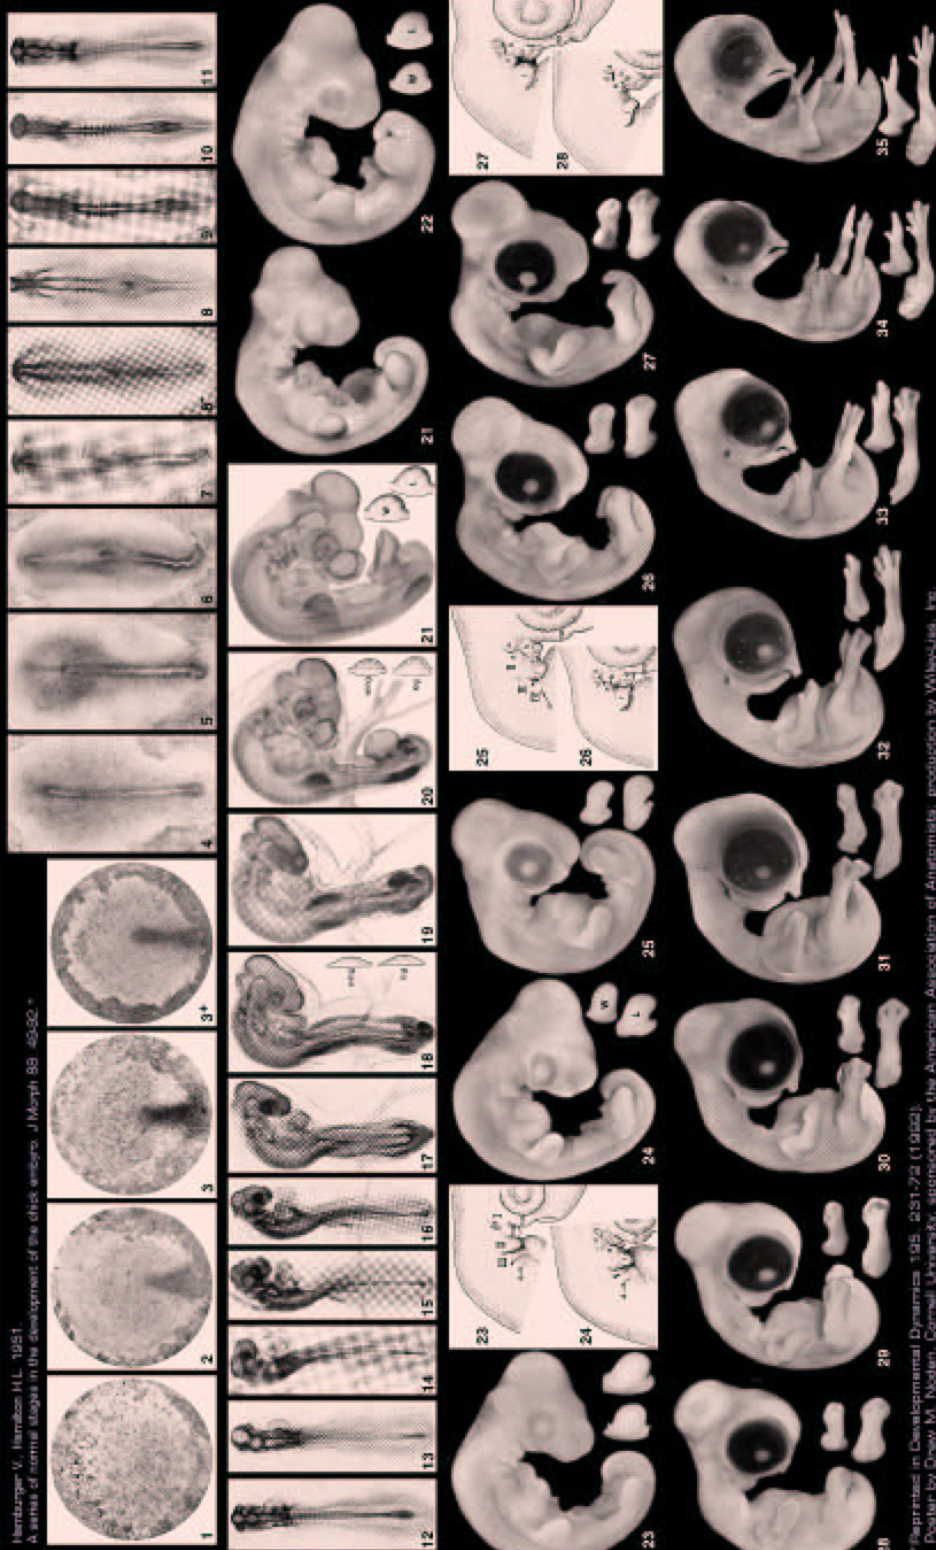 Hamburger V., Hamilton H.L. 1951.
A series of normal stages in the development of the chick embyro. J Morph 88. 49-92.*
1 2 3 3+ 4 5 6 7 8- 8 9 10 11
12 13 14 15 16 17 18 19 20 21 21 22
wing
leg
W
L
23 23 24 24 25 25 26 26 27 27 28
W
L
28 29 30 31 32 33 34 35
*Reprinted in Developmental Dynamics 195, 231-72 (1992).
Poster by Drew M. Noden, Cornell University, sponsored by the American Association of Anatomists, production by Wiley-Liss, Inc.